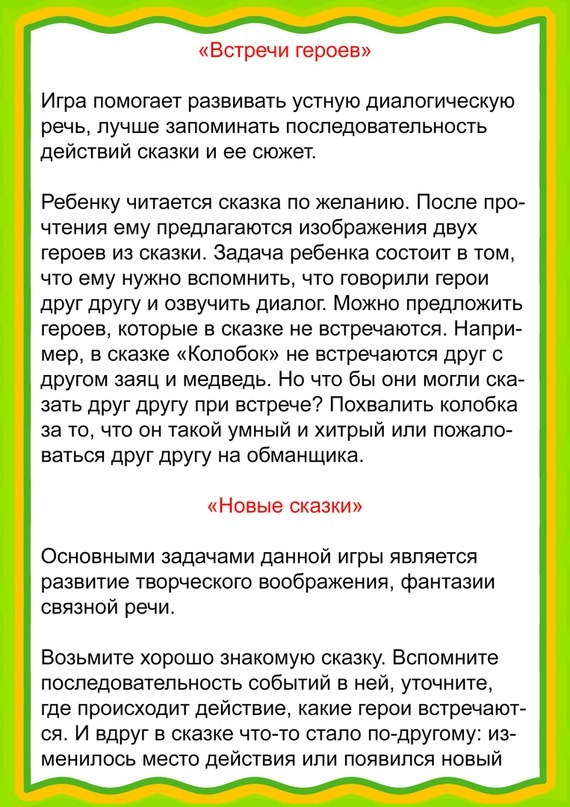 «Встречи героев»
Игра помогает развивать устную диалогическую
речь, лучше запоминать последовательность
действий сказки и ее сюжет.
Ребенку читается сказка по желанию. После про-
чтения ему предлагаются изображения двух
героев из сказки. Задача ребенка состоит в том,
что ему нужно вспомнить, что говорили герои
друг другу и озвучить диалог. Можно предложить
героев, которые в сказке не встречаются. Напри-
мер, в сказке «Колобок» не встречаются друг с
другом заяц и медведь. Но что бы они могли ска-
зать друг другу при встрече? Похвалить колобка
за то, что он такой умный и хитрый или пожало-
ваться друг другу на обманщика.
«Новые сказки»
Основными задачами данной игры является
развитие творческого воображения, фантазии
связной речи.
Возьмите хорошо знакомую сказку. Вспомните
последовательность событий в ней, уточните,
где происходит действие, какие герои встречают-
ся. И вдруг в сказке что-то стало по-другому: из-
менилось место действия или появился новый